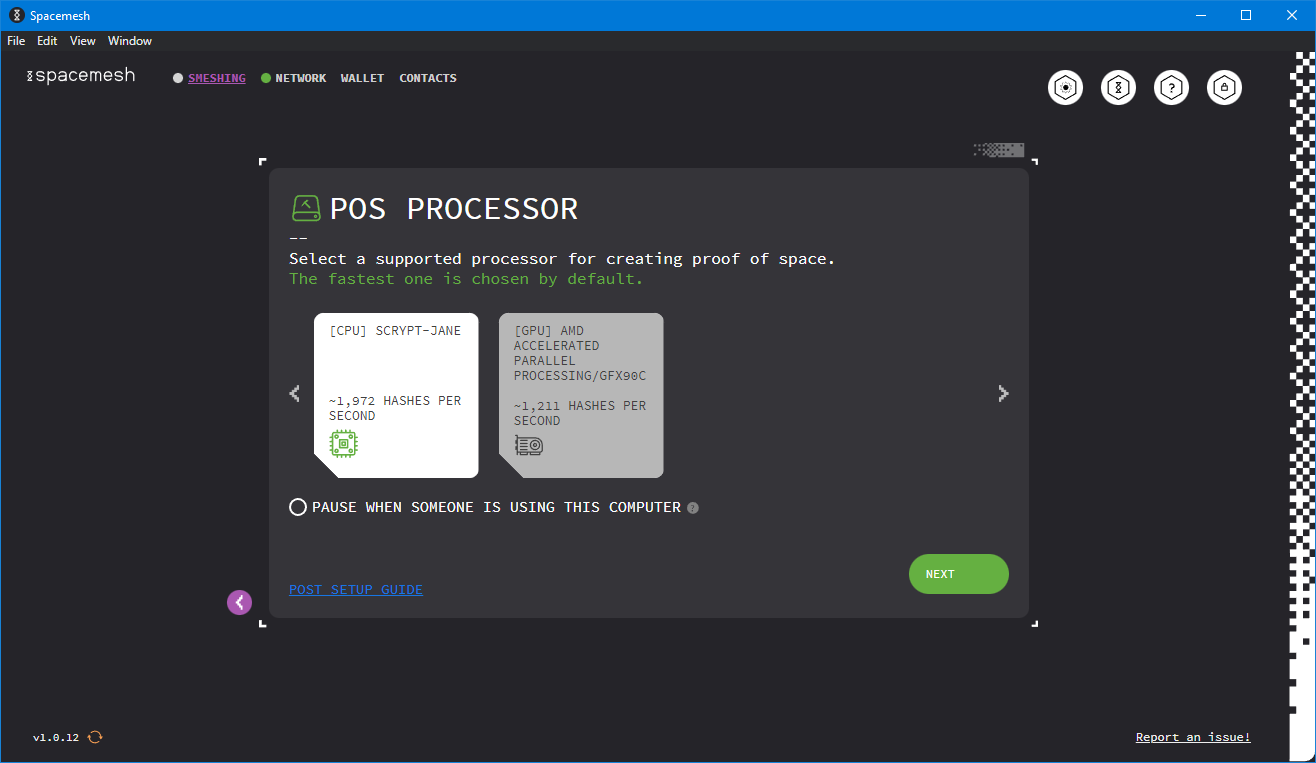 Spacemesh
File Edit View Window
spacemesh
SMESHING NETWORK WALLET CONTACTS
?
POS PROCESSOR
--
Select a supported processor for creating proof of space.
The fastest one is chosen by default.
[CPU] SCRYPT-JANE
~1,972 HASHES PER
SECOND
[GPU] AMD
ACCELERATED
PARALLEL
PROCESSING/GFX90C
~1,211 HASHES PER
SECOND
PAUSE WHEN SOMEONE IS USING THIS COMPUTER ?
POST SETUP GUIDE
NEXT
v1.0.12
Report an issue!